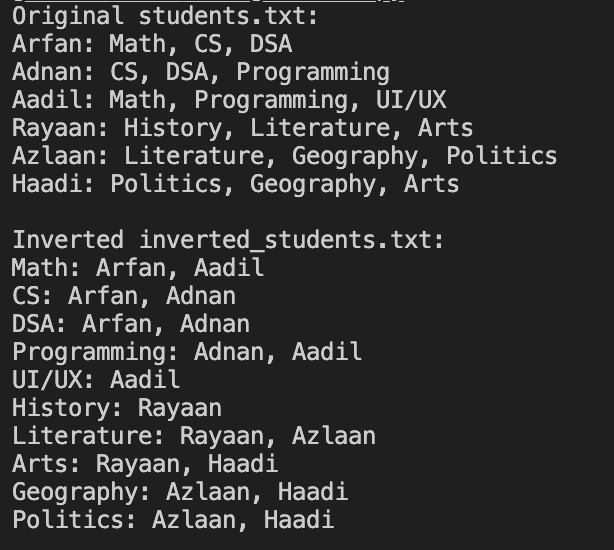 Original students.txt:
Arfan: Math, CS, DSA
Adnan: CS, DSA, Programming
Aadil: Math, Programming, UI/UX
Rayaan: History, Literature, Arts
Azlaan: Literature, Geography, Politics
Haadi: Politics, Geography, Arts
Inverted inverted_students.txt:
Math: Arfan, Aadil
CS: Arfan, Adnan
DSA: Arfan, Adnan
Programming: Adnan, Aadil
UI/UX: Aadil
History: Rayaan
Literature: Rayaan, Azlaan
Arts: Rayaan, Haadi
Geography: Azlaan, Haadi
Politics: Azlaan, Haadi